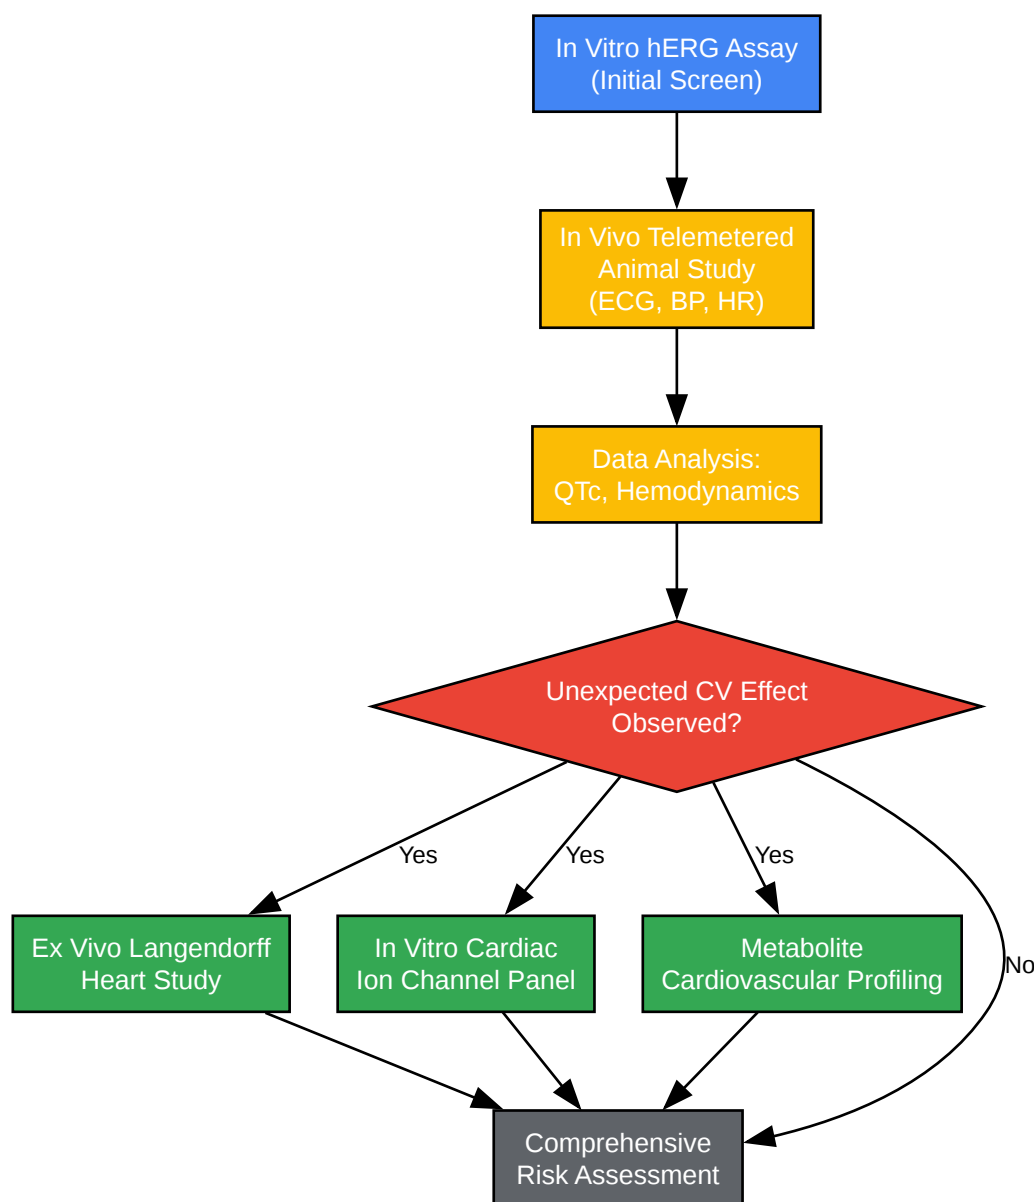 In Vitro hERG Assay
(Initial Screen)
In Vivo Telemetered
Animal Study
(ECG, BP, HR)
Data Analysis:
QTc, Hemodynamics
Unexpected CV Effect
Observed?
Yes
Yes
Yes
No
Ex Vivo Langendorff
Heart Study
In Vitro Cardiac
Ion Channel Panel
Metabolite
Cardiovascular Profiling
Comprehensive
Risk Assessment